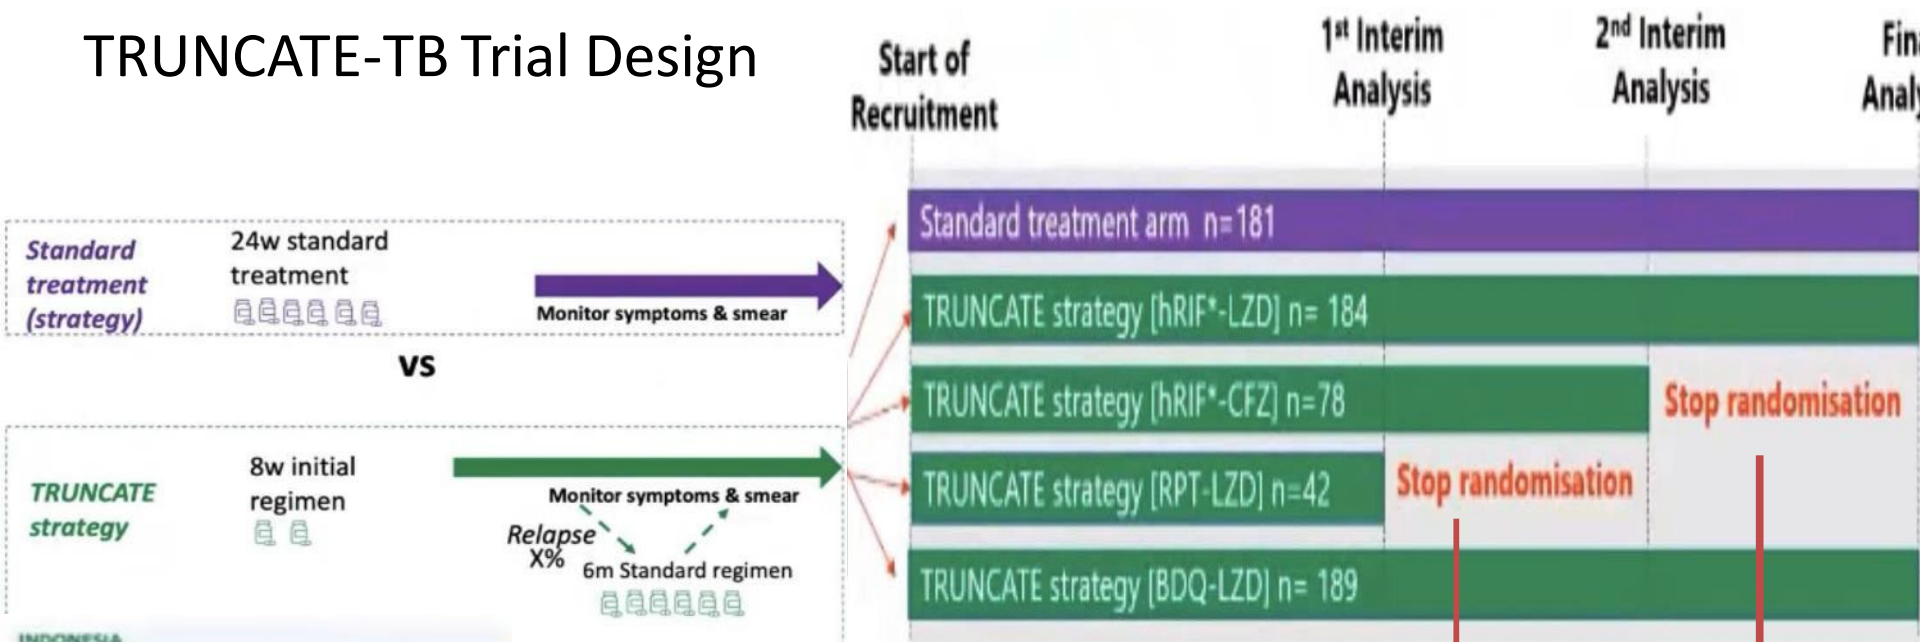 TRUNCATE-TB Trial Design
Standard
treatment
(strategy)
24w standard
treatment
Monitor symptoms & smear
vs
TRUNCATE
strategy
8w initial
regimen
Monitor symptoms & smear
Relapse
X%
6m Standard regimen
INDONESIA
Start of
Recruitment
1st Interim
Analysis
2nd Interim
Analysis
Fin
Analy
Standard treatment arm n=181
TRUNCATE strategy [hRIF*-LZD] n= 184
TRUNCATE strategy [hRIF*-CFZ] n=78
Stop randomisation
TRUNCATE strategy [RPT-LZD] n=42
Stop randomisation
TRUNCATE strategy [BDQ-LZD] n= 189